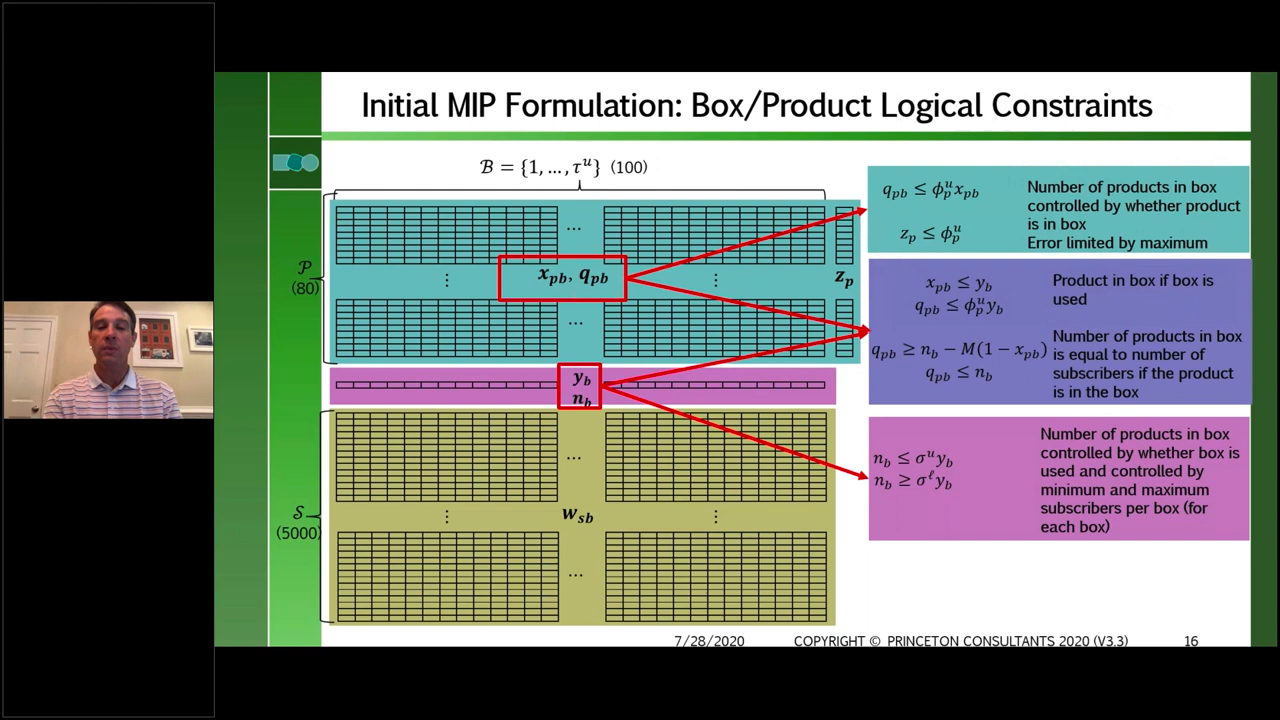 Initial MIP Formulation: Box/Product Logical Constraints
ℬ = {1, …, τᵘ} (100)
𝒫
(80)
…
⋮ x_pb, q_pb ⋮ z_p
…
y_b
n_b
…
𝒮
(5000)
⋮ w_sb ⋮
…
q_pb ≤ ϕ_p^u x_pb
z_p ≤ ϕ_p^u
Number of products in box
controlled by whether product
is in box
Error limited by maximum
x_pb ≤ y_b
q_pb ≤ ϕ_p^u y_b
q_pb ≥ n_b − M(1 − x_pb)
q_pb ≤ n_b
Product in box if box is
used
Number of products in box
is equal to number of
subscribers if the product
is in the box
n_b ≤ σ^u y_b
n_b ≥ σ^ℓ y_b
Number of products in box
controlled by whether box is
used and controlled by
minimum and maximum
subscribers per box (for
each box)
7/28/2020 COPYRIGHT © PRINCETON CONSULTANTS 2020 (V3.3) 16